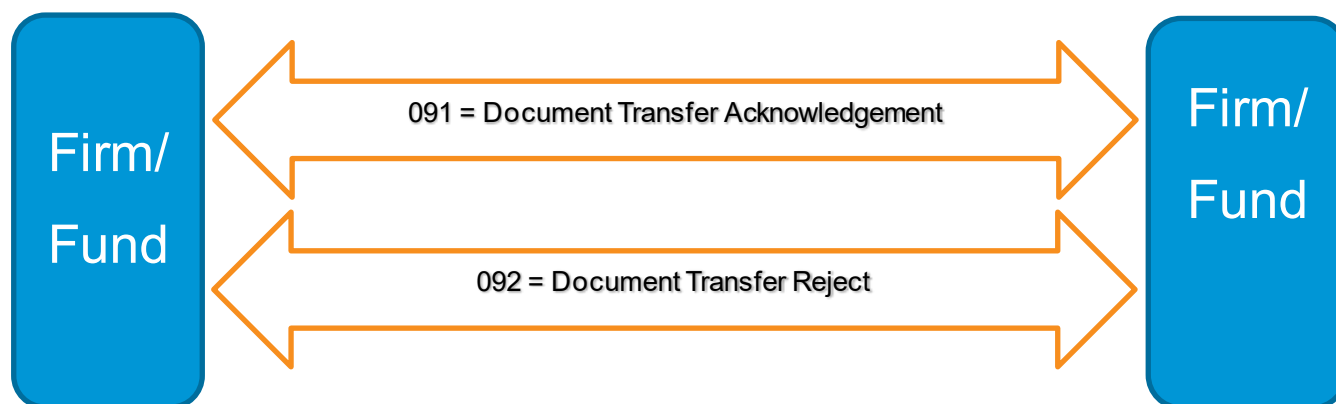 Firm/
Fund
091 = Document Transfer Acknowledgement
092 = Document Transfer Reject
Firm/
Fund